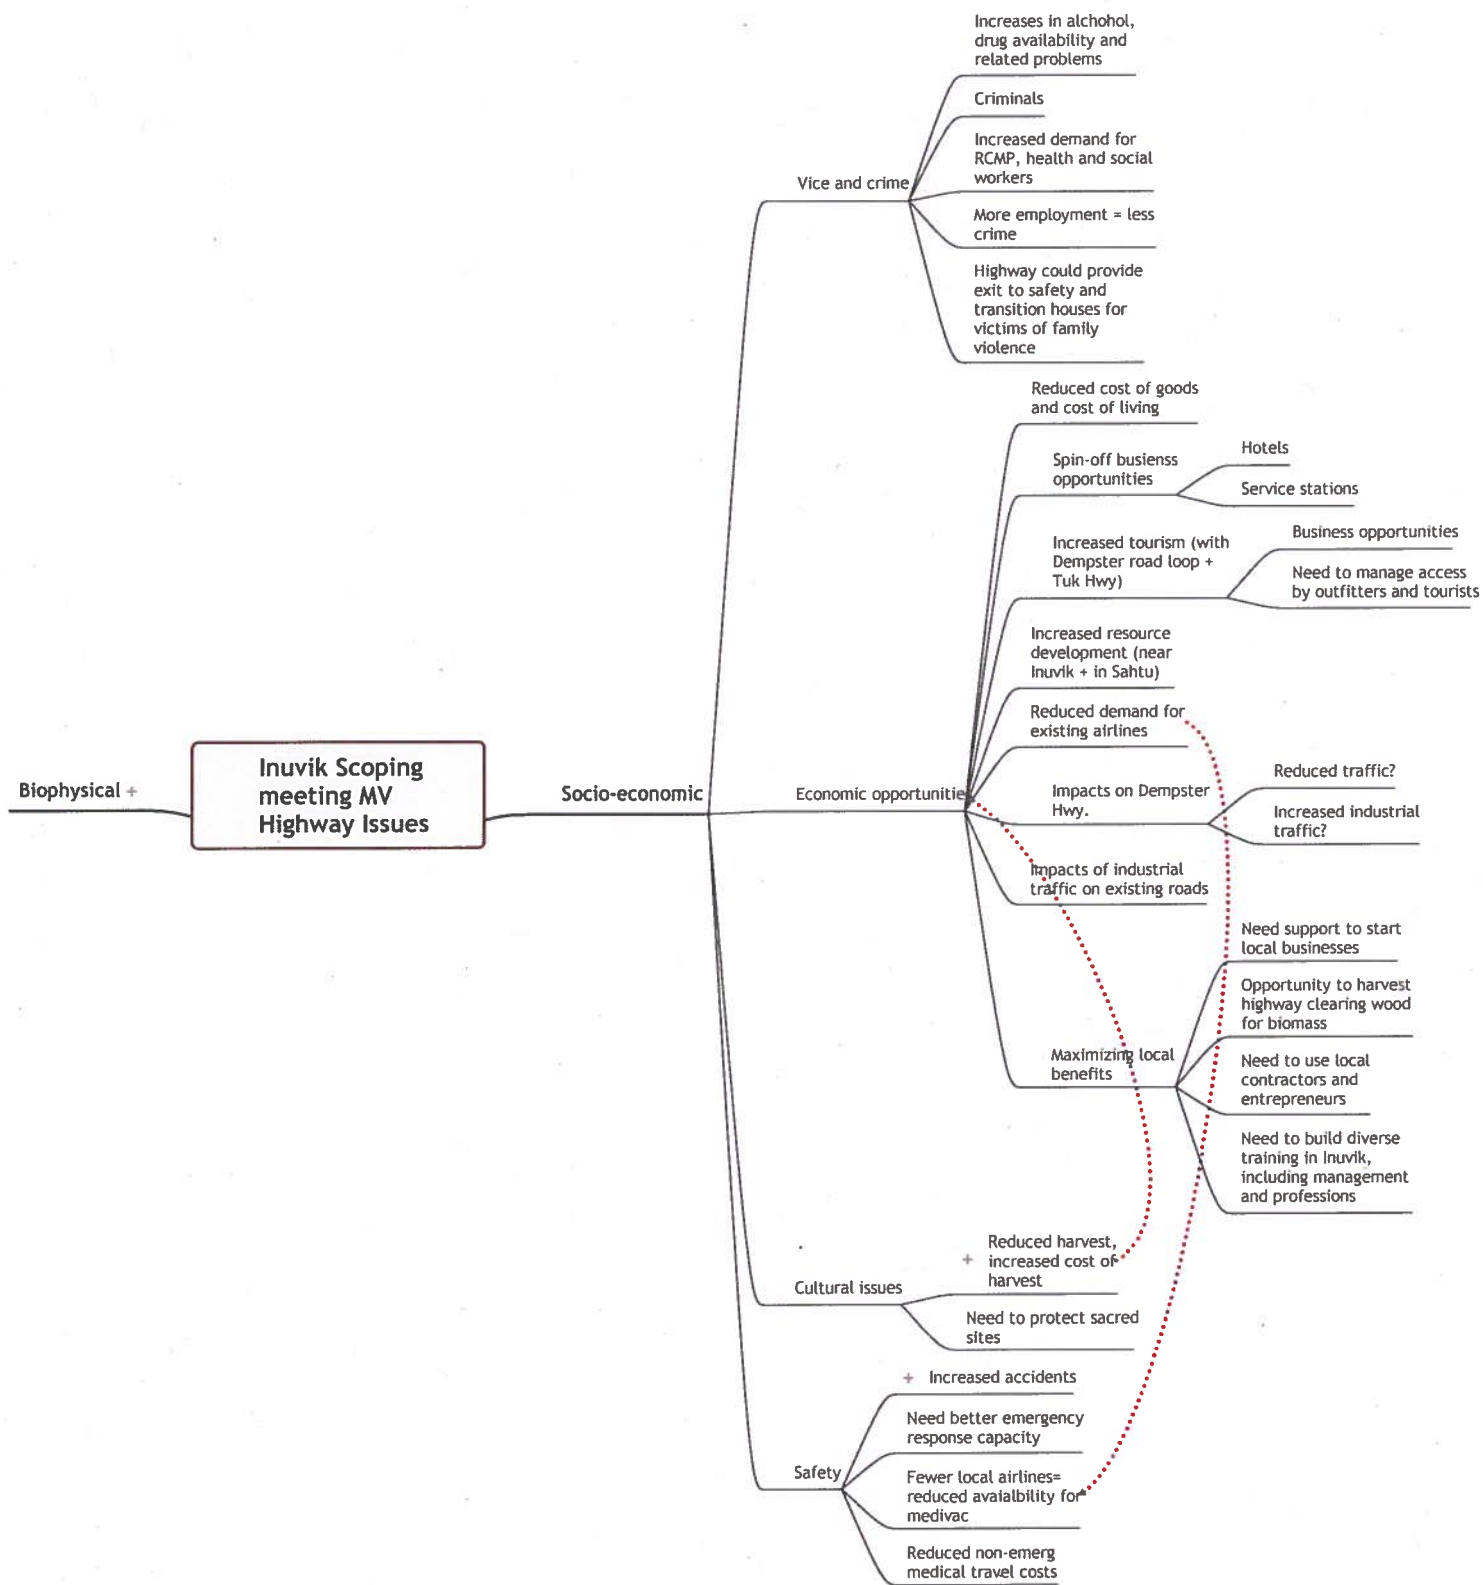 Increases in alchohol,
drug availability and
related problems
Criminals
Increased demand for
RCMP, health and social
workers
Vice and crime
More employment = less
crime
Highway could provide
exit to safety and
transition houses for
victims of family
violence
Reduced cost of goods
and cost of living
Spin-off busienss
opportunities
Hotels
Service stations
Increased tourism (with
Dempster road loop +
Tuk Hwy)
Business opportunities
Need to manage access
by outfitters and tourists
Increased resource
development (near
Inuvik + in Sahtu)
Reduced demand for
existing airlines
Biophysical +
Inuvik Scoping
meeting MV
Highway Issues
Socio-economic
Economic opportunities
Impacts on Dempster
Hwy.
Reduced traffic?
Increased industrial
traffic?
Impacts of industrial
traffic on existing roads
Maximizing local
benefits
Need support to start
local businesses
Opportunity to harvest
highway clearing wood
for biomass
Need to use local
contractors and
entrepreneurs
Need to build diverse
training in Inuvik,
including management
and professions
Cultural issues
+ Reduced harvest,
increased cost of
harvest
Need to protect sacred
sites
+ Increased accidents
Need better emergency
response capacity
Safety
Fewer local airlines=
reduced avaialbility for
medivac
Reduced non-emerg
medical travel costs